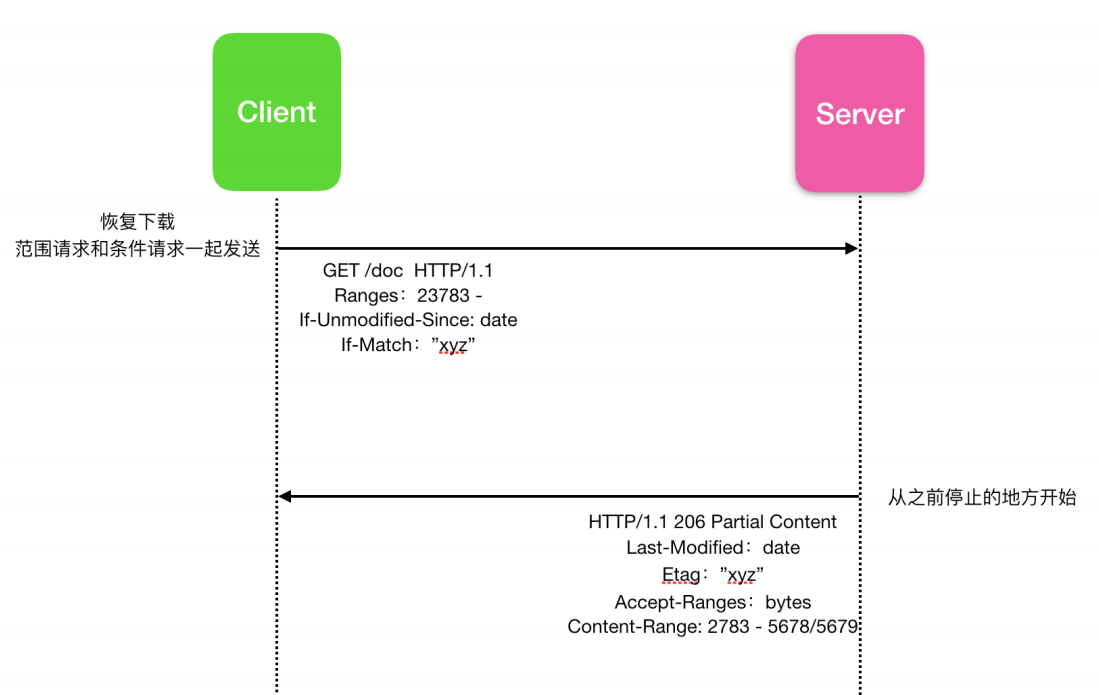 Client
Server
恢复下载
范围请求和条件请求一起发送
GET /doc  HTTP/1.1
Ranges：23783 -
If-Unmodified-Since: date
If-Match：”xyz”
从之前停止的地方开始
HTTP/1.1 206 Partial Content
Last-Modified：date
Etag：”xyz”
Accept-Ranges：bytes
Content-Range: 2783 - 5678/5679